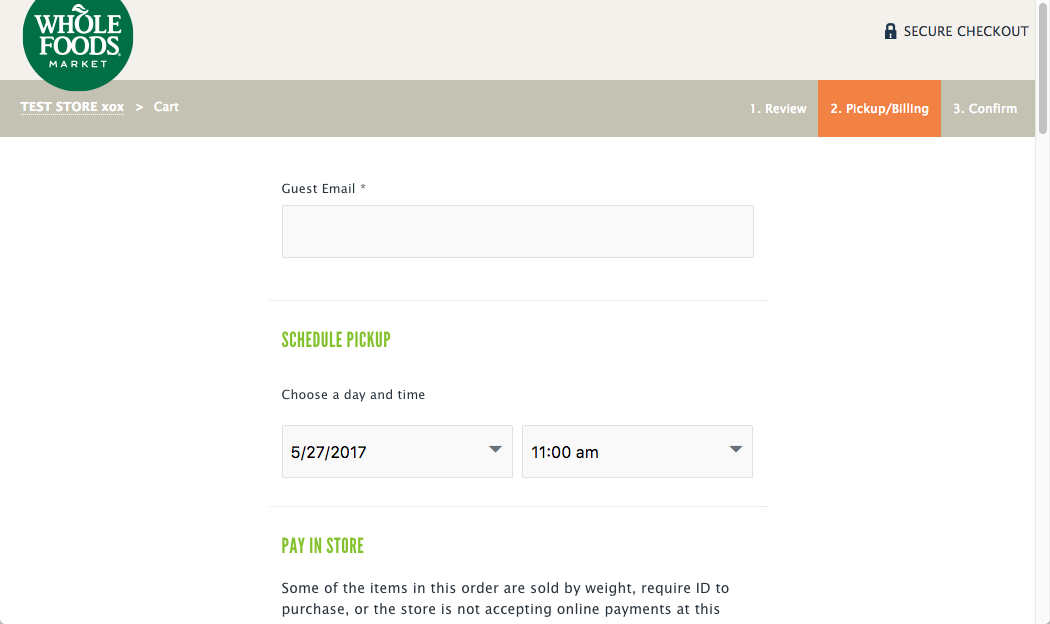 WHOLE
FOODS
MARKET
SECURE CHECKOUT
TEST STORE xox > Cart
1. Review
2. Pickup/Billing
3. Confirm
Guest Email *
SCHEDULE PICKUP
Choose a day and time
5/27/2017
11:00 am
PAY IN STORE
Some of the items in this order are sold by weight, require ID to
purchase, or the store is not accepting online payments at this